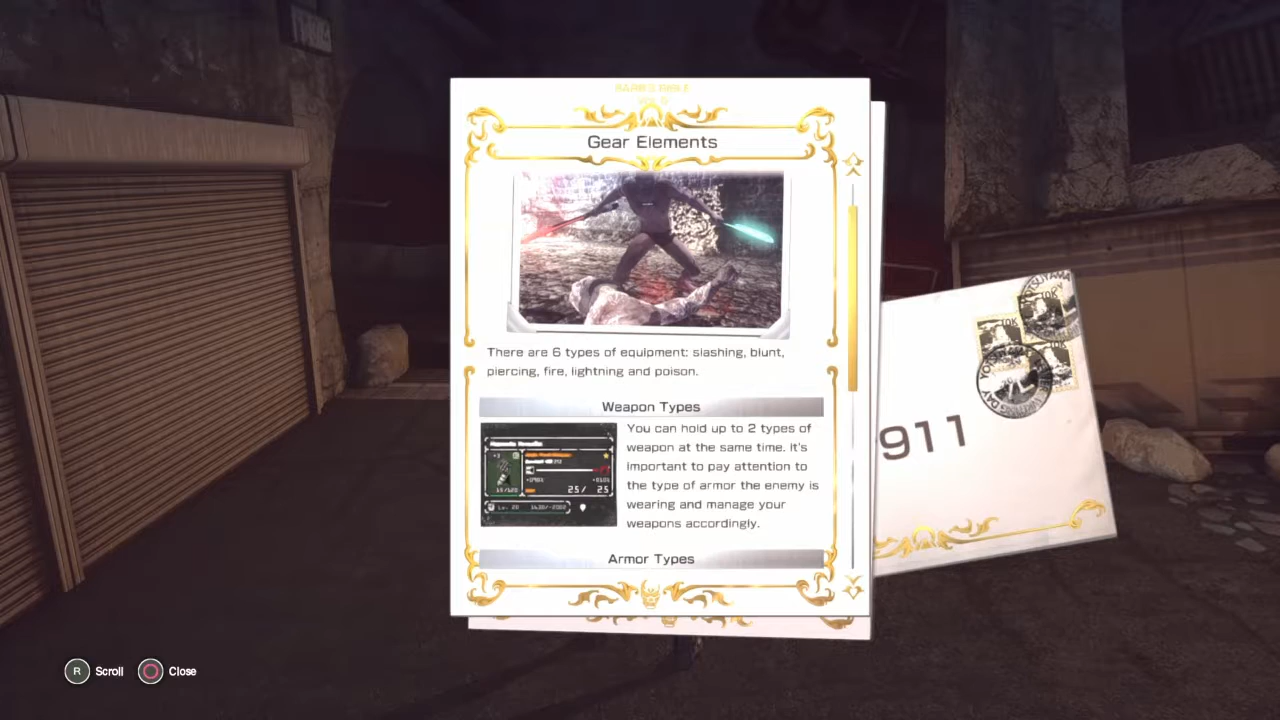 Gear Elements
There are 6 types of equipment: slashing, blunt,
piercing, fire, lightning and poison.
Weapon Types
You can hold up to 2 types of
weapon at the same time. It's
important to pay attention to
the type of armor the enemy is
wearing and manage your
weapons accordingly.
25/ 25
Armor Types
10K
10K
911
R Scroll
Close